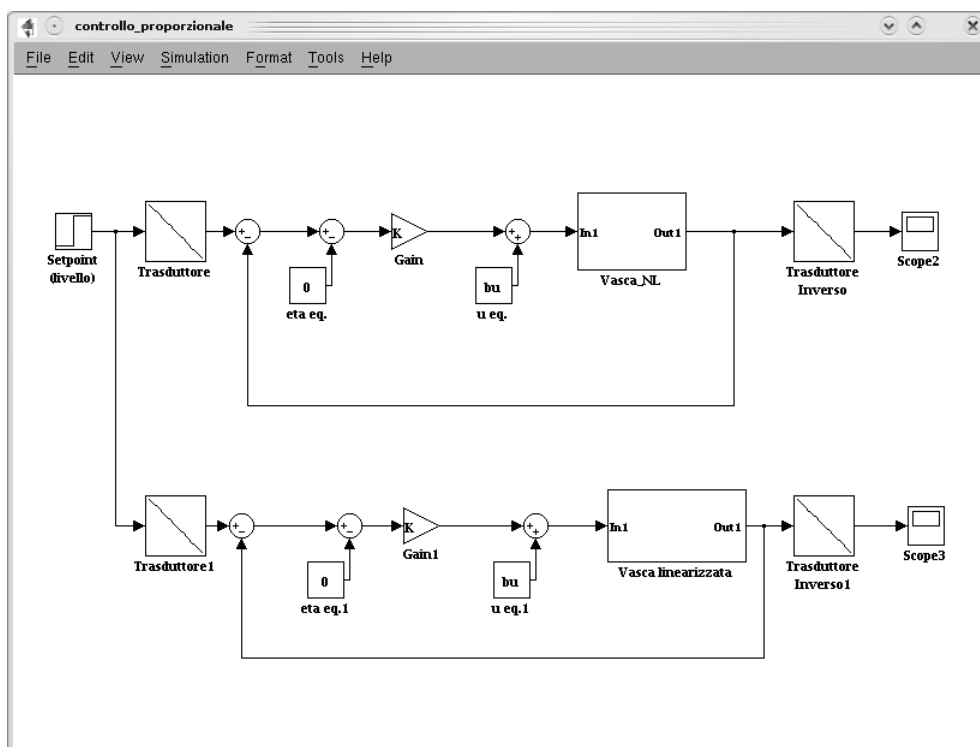 controllo_proporzionale
File Edit View Simulation Format Tools Help
Setpoint
(livello)
Trasduttore
+
−
+
−
0
eta eq.
K
Gain
+
+
bu
u eq.
In1
Out1
Vasca_NL
Trasduttore
Inverso
Scope2
Trasduttore1
+
−
+
−
0
eta eq.1
K
Gain1
+
+
bu
u eq.1
In1
Out1
Vasca linearizzata
Trasduttore
Inverso1
Scope3